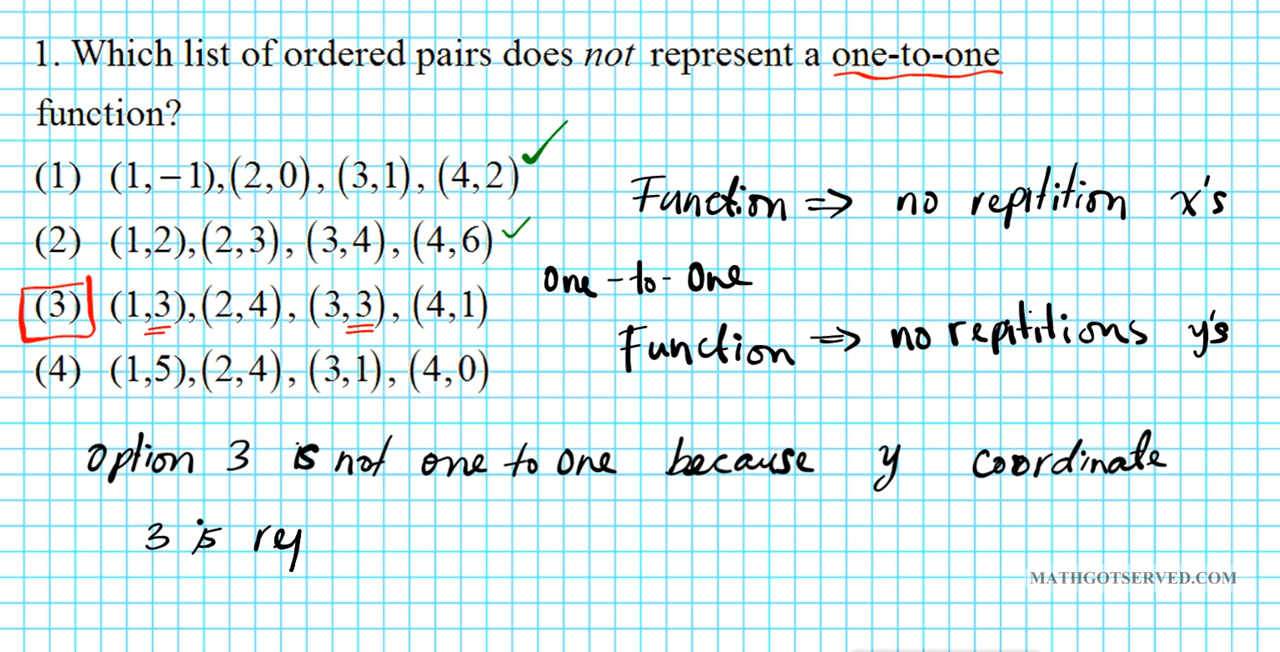 1. Which list of ordered pairs does not represent a one-to-one
function?
(1) (1,−1),(2,0), (3,1), (4,2)
(2) (1,2),(2,3), (3,4), (4,6)
(3) (1,3),(2,4), (3,3), (4,1)
(4) (1,5),(2,4), (3,1), (4,0)
Function ⇒ no repitition x's
one-to-One
Function ⇒ no repititions y's
option 3 is not one to one because y coordinate
3 is rep
MATHGOTSERVED.COM